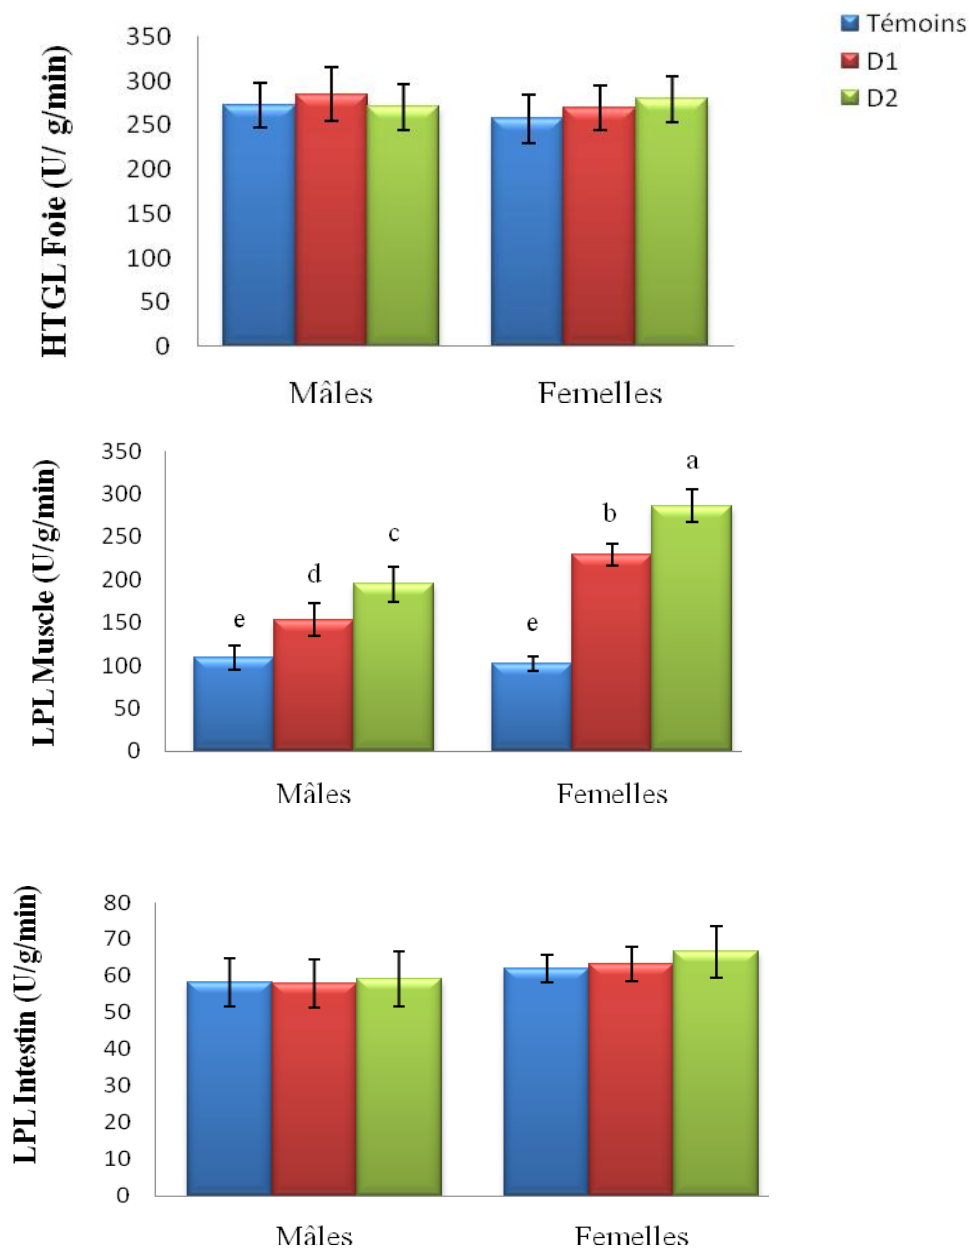 Témoins
D1
D2
HTGL Foie (U/ g/min)
350
300
250
200
150
100
50
0
Mâles Femelles
LPL Muscle (U/g/min)
350
300
250
200
150
100
50
0
e d c e b a
Mâles Femelles
LPL Intestin (U/g/min)
80
70
60
50
40
30
20
10
0
Mâles Femelles